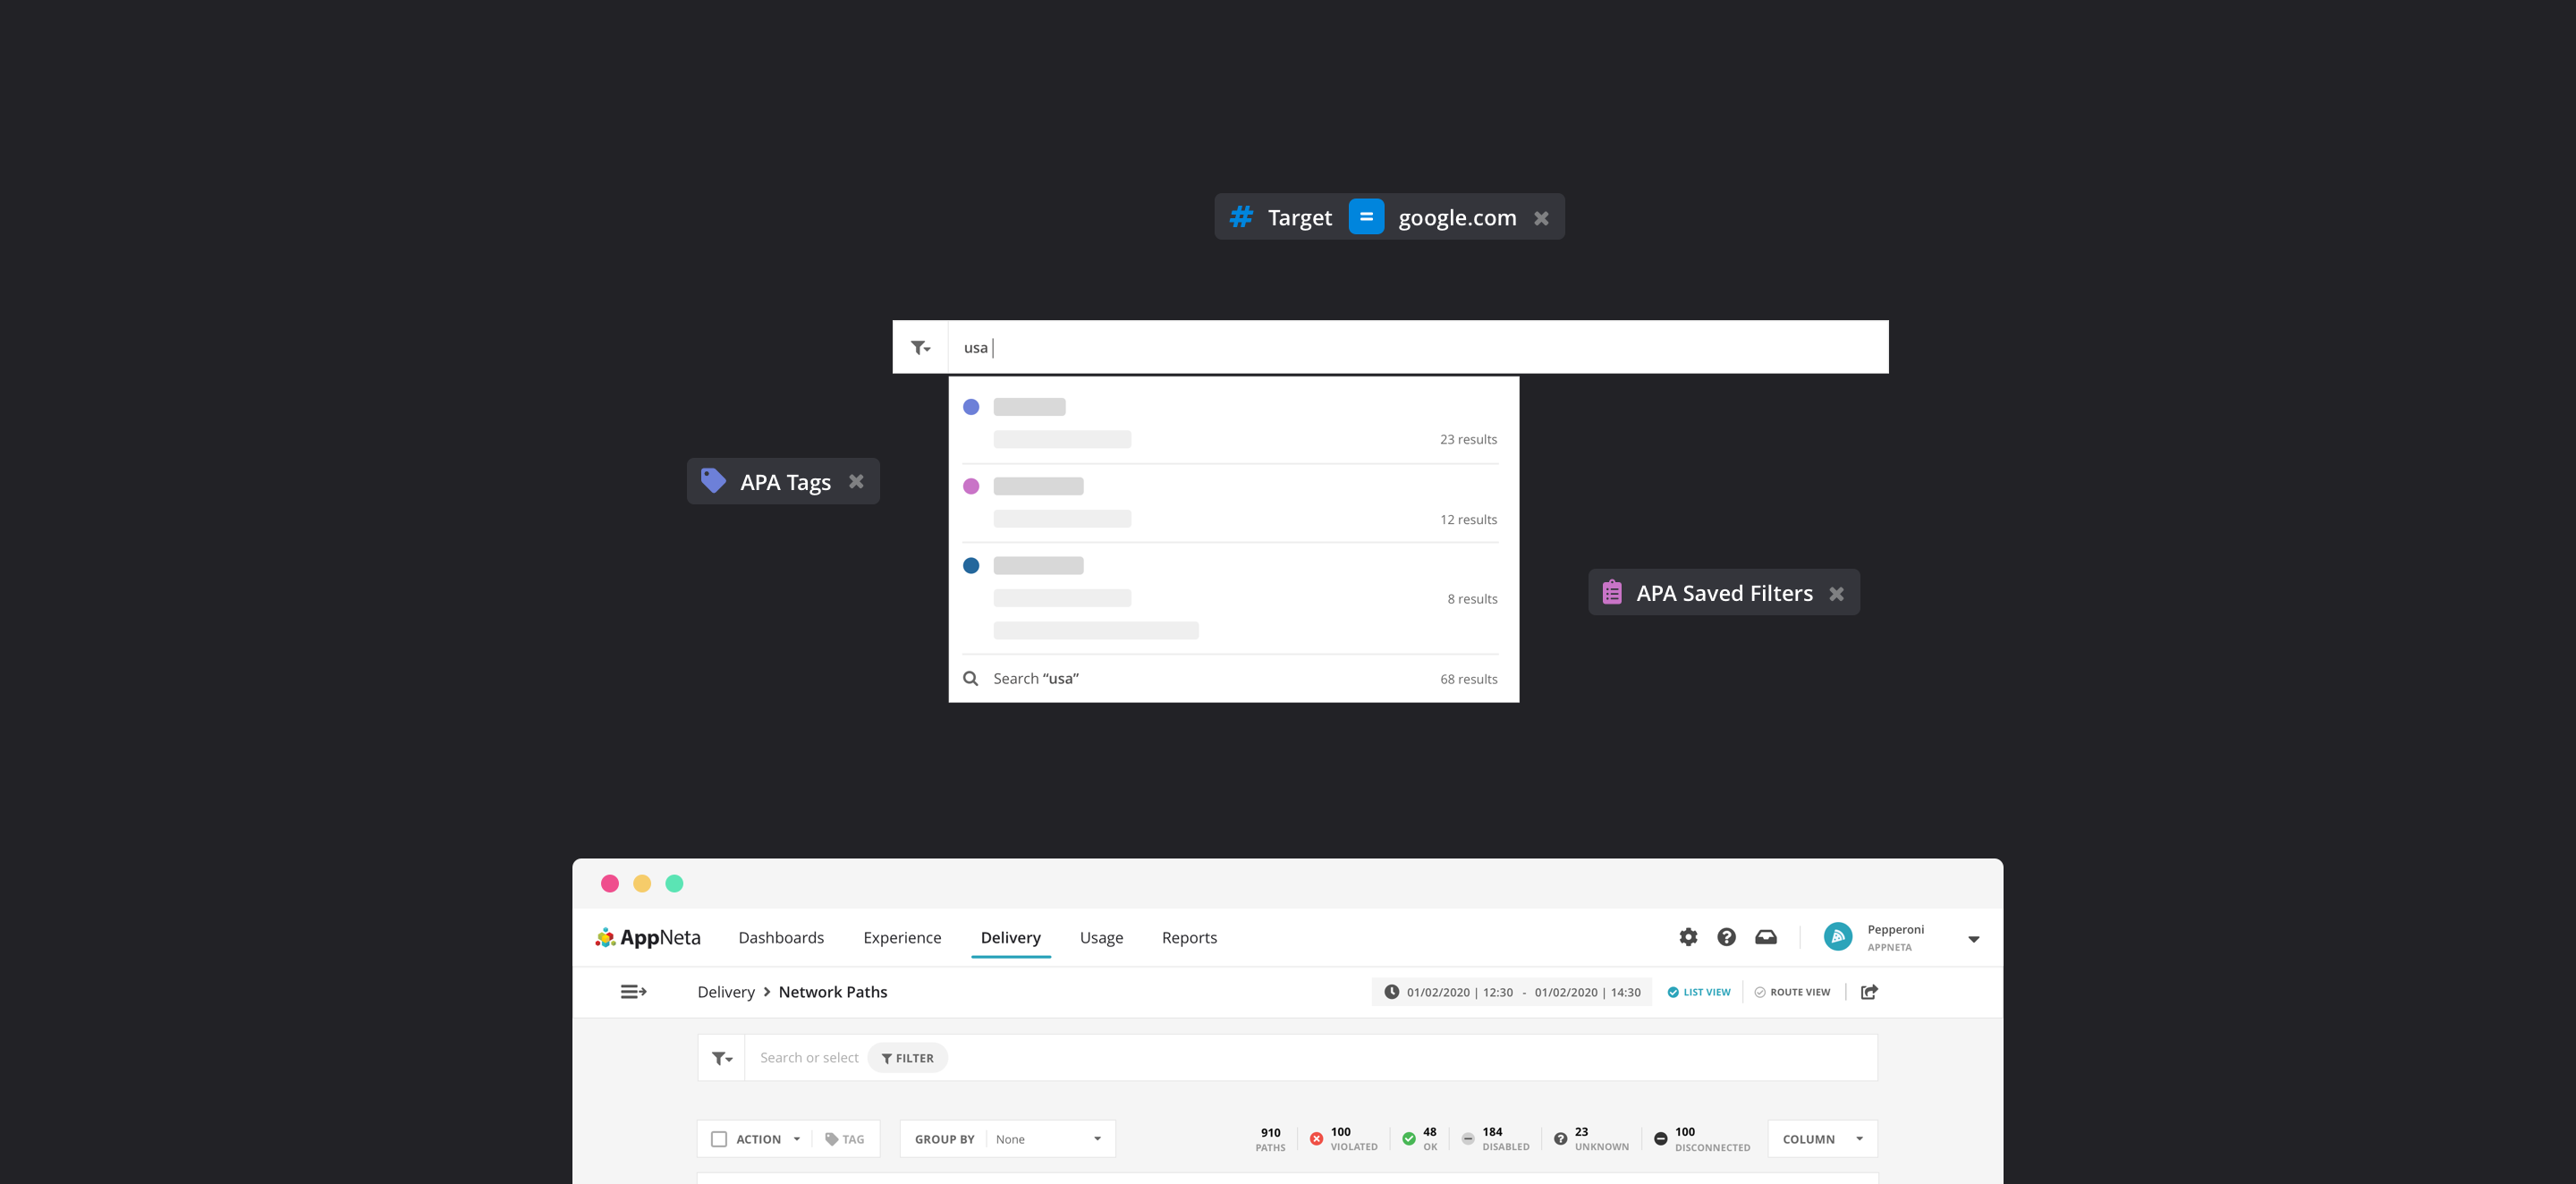 # Target = google.com
usa
23 results
APA Tags
12 results
APA Saved Filters
8 results
Search “usa” 68 results
AppNeta Dashboards Experience Delivery Usage Reports
Pepperoni
APPNETA
Delivery > Network Paths
01/02/2020 | 12:30 - 01/02/2020 | 14:30 LIST VIEW ROUTE VIEW
Search or select FILTER
ACTION TAG GROUP BY None
910
PATHS
100
VIOLATED
48
OK
184
DISABLED
23
UNKNOWN
100
DISCONNECTED
COLUMN